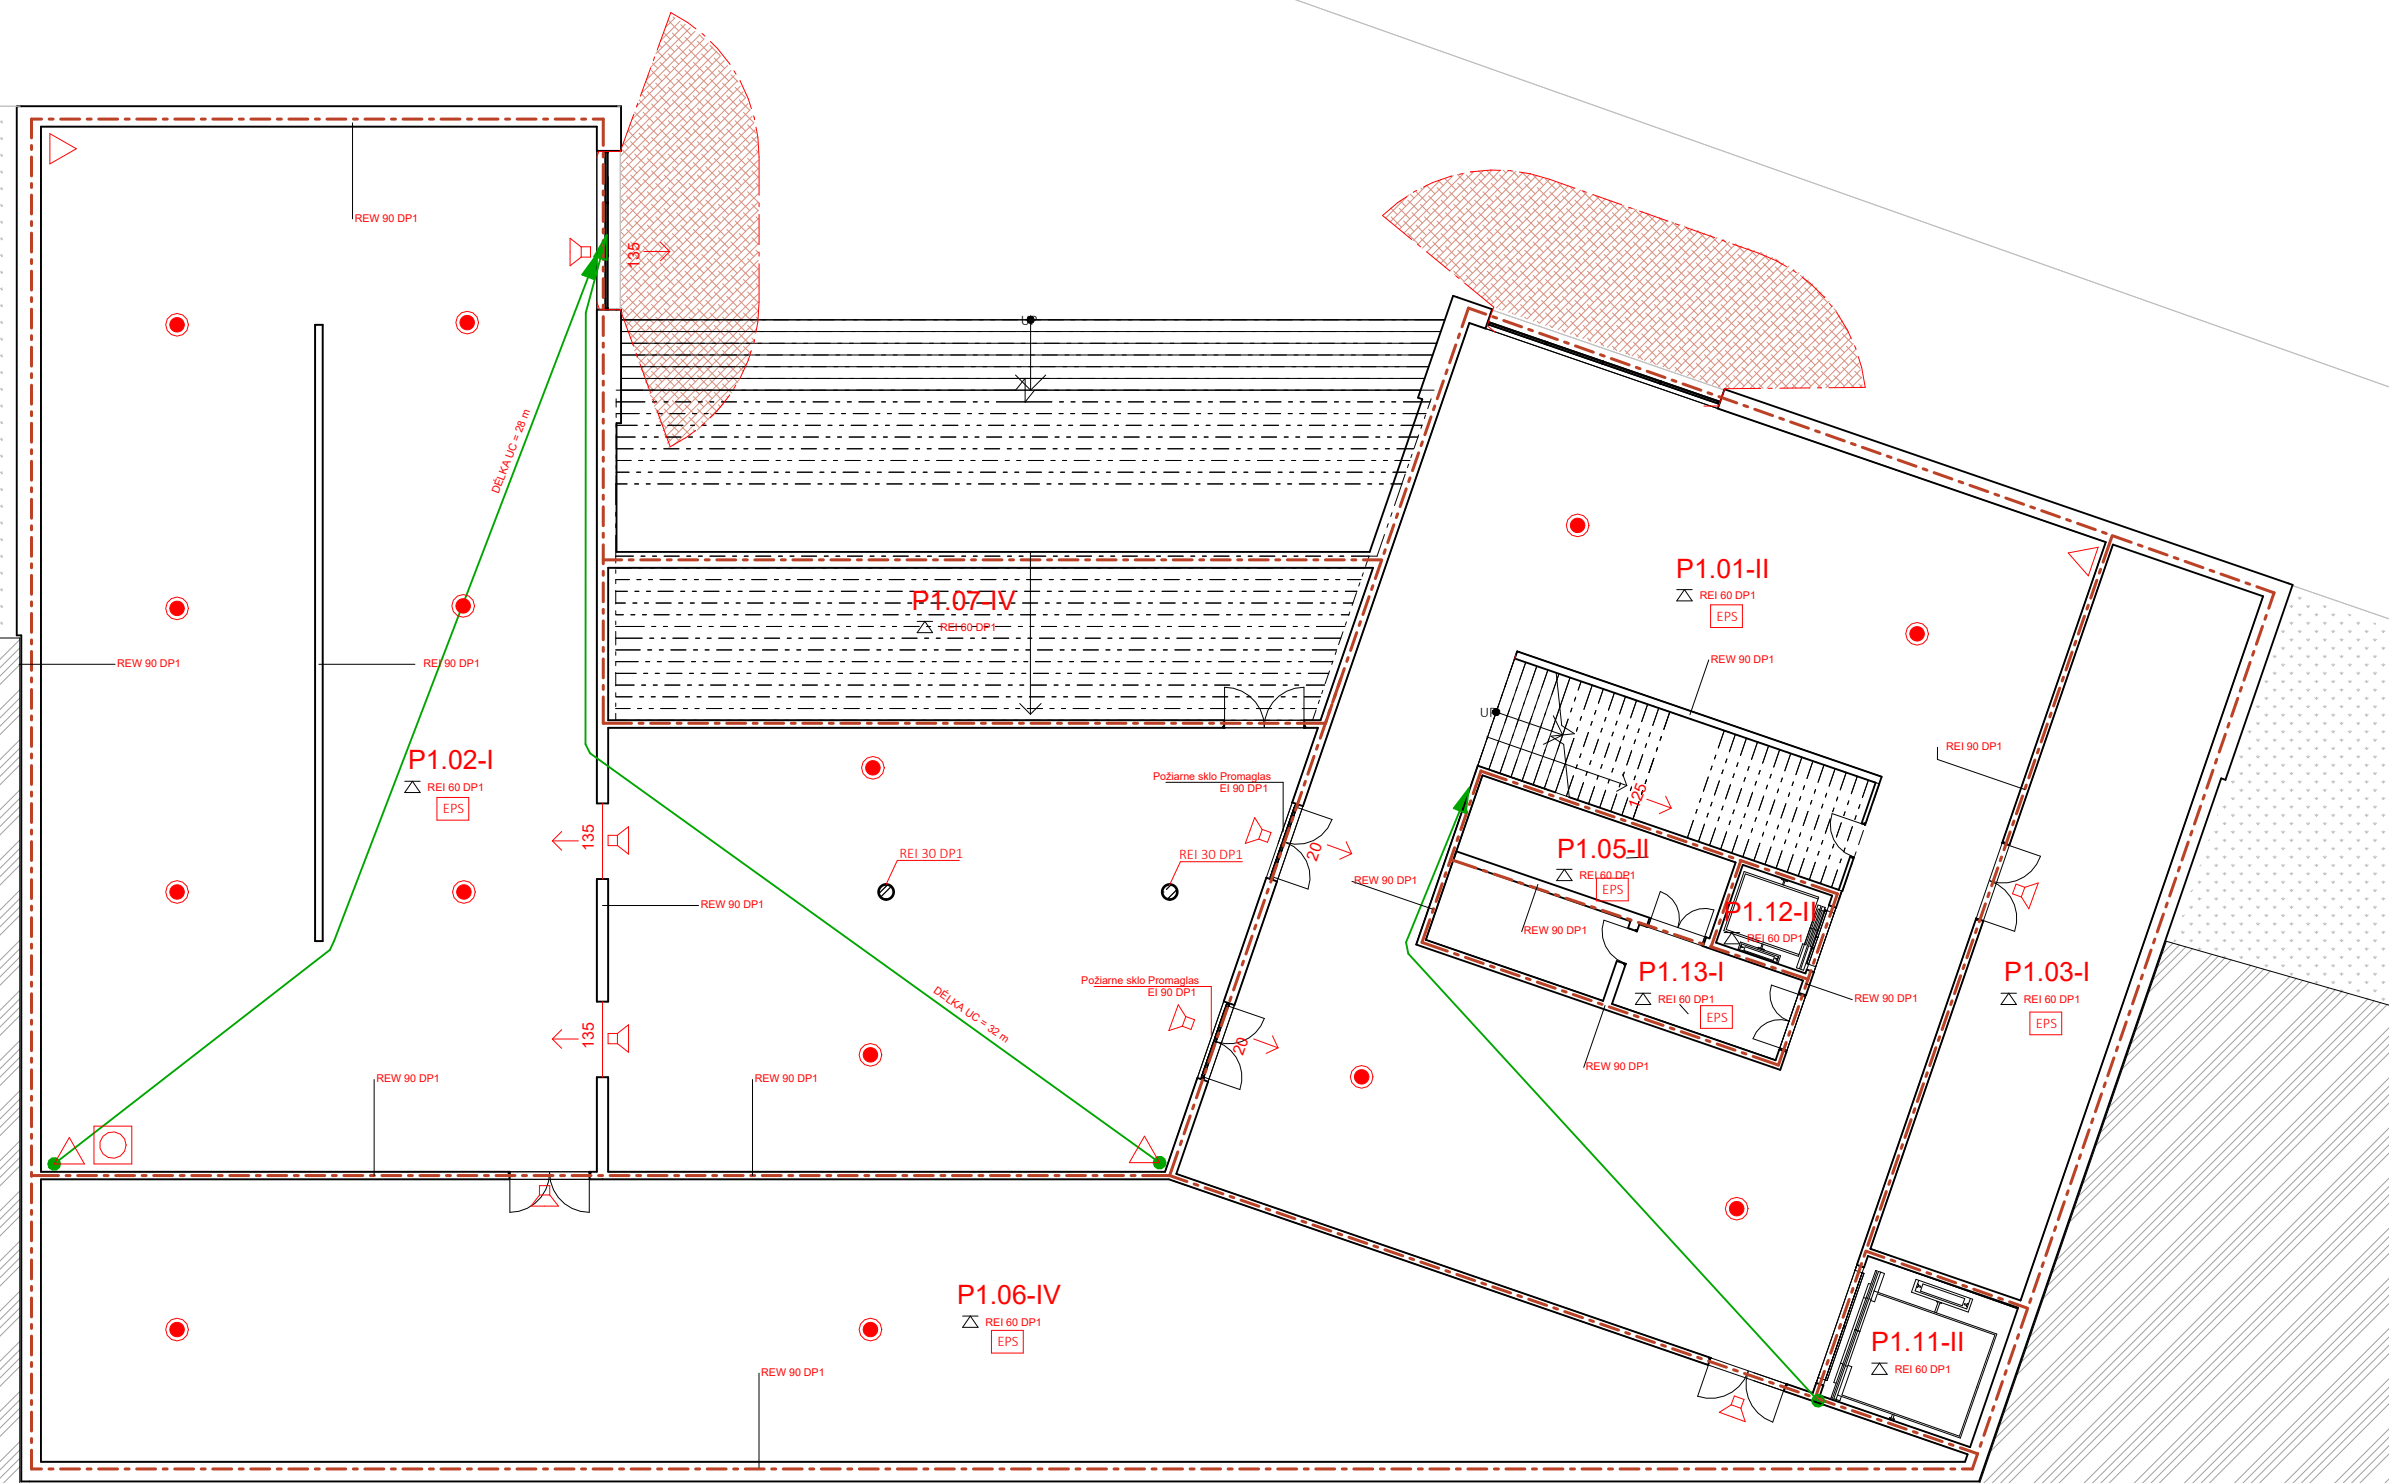 REW 90 DP1
135
DÉLKA UC = 28 m
UP
P1.07-IV
REI 60 DP1
P1.01-II
REI 60 DP1
EPS
REW 90 DP1
REW 90 DP1
REI 90 DP1
UP
REI 90 DP1
P1.02-I
REI 60 DP1
EPS
Požiarne sklo Promaglas
EI 90 DP1
125
135
20
REI 30 DP1
REI 30 DP1
P1.05-II
REI 60 DP1
EPS
REW 90 DP1
REW 90 DP1
P1.12-II
REI 60 DP1
REW 90 DP1
P1.13-I
REI 60 DP1
EPS
REW 90 DP1
P1.03-I
REI 60 DP1
EPS
Požiarne sklo Promaglas
EI 90 DP1
DÉLKA UC = 32 m
135
20
REW 90 DP1
REW 90 DP1
REW 90 DP1
P1.06-IV
REI 60 DP1
EPS
P1.11-II
REI 60 DP1
REW 90 DP1